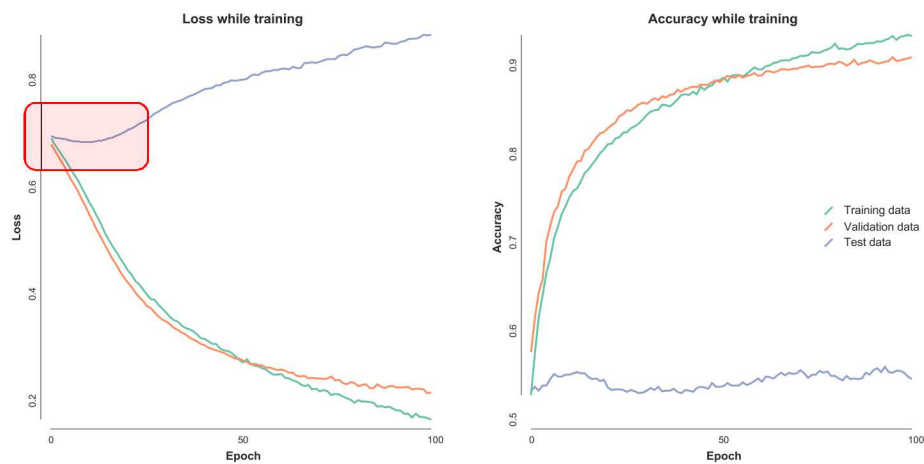 Loss while training
Accuracy while training
0.8
0.6
0.4
0.2
Loss
0
50
100
Epoch
0.9
0.8
0.7
0.6
0.5
Accuracy
Training data
Validation data
Test data
0
50
100
Epoch